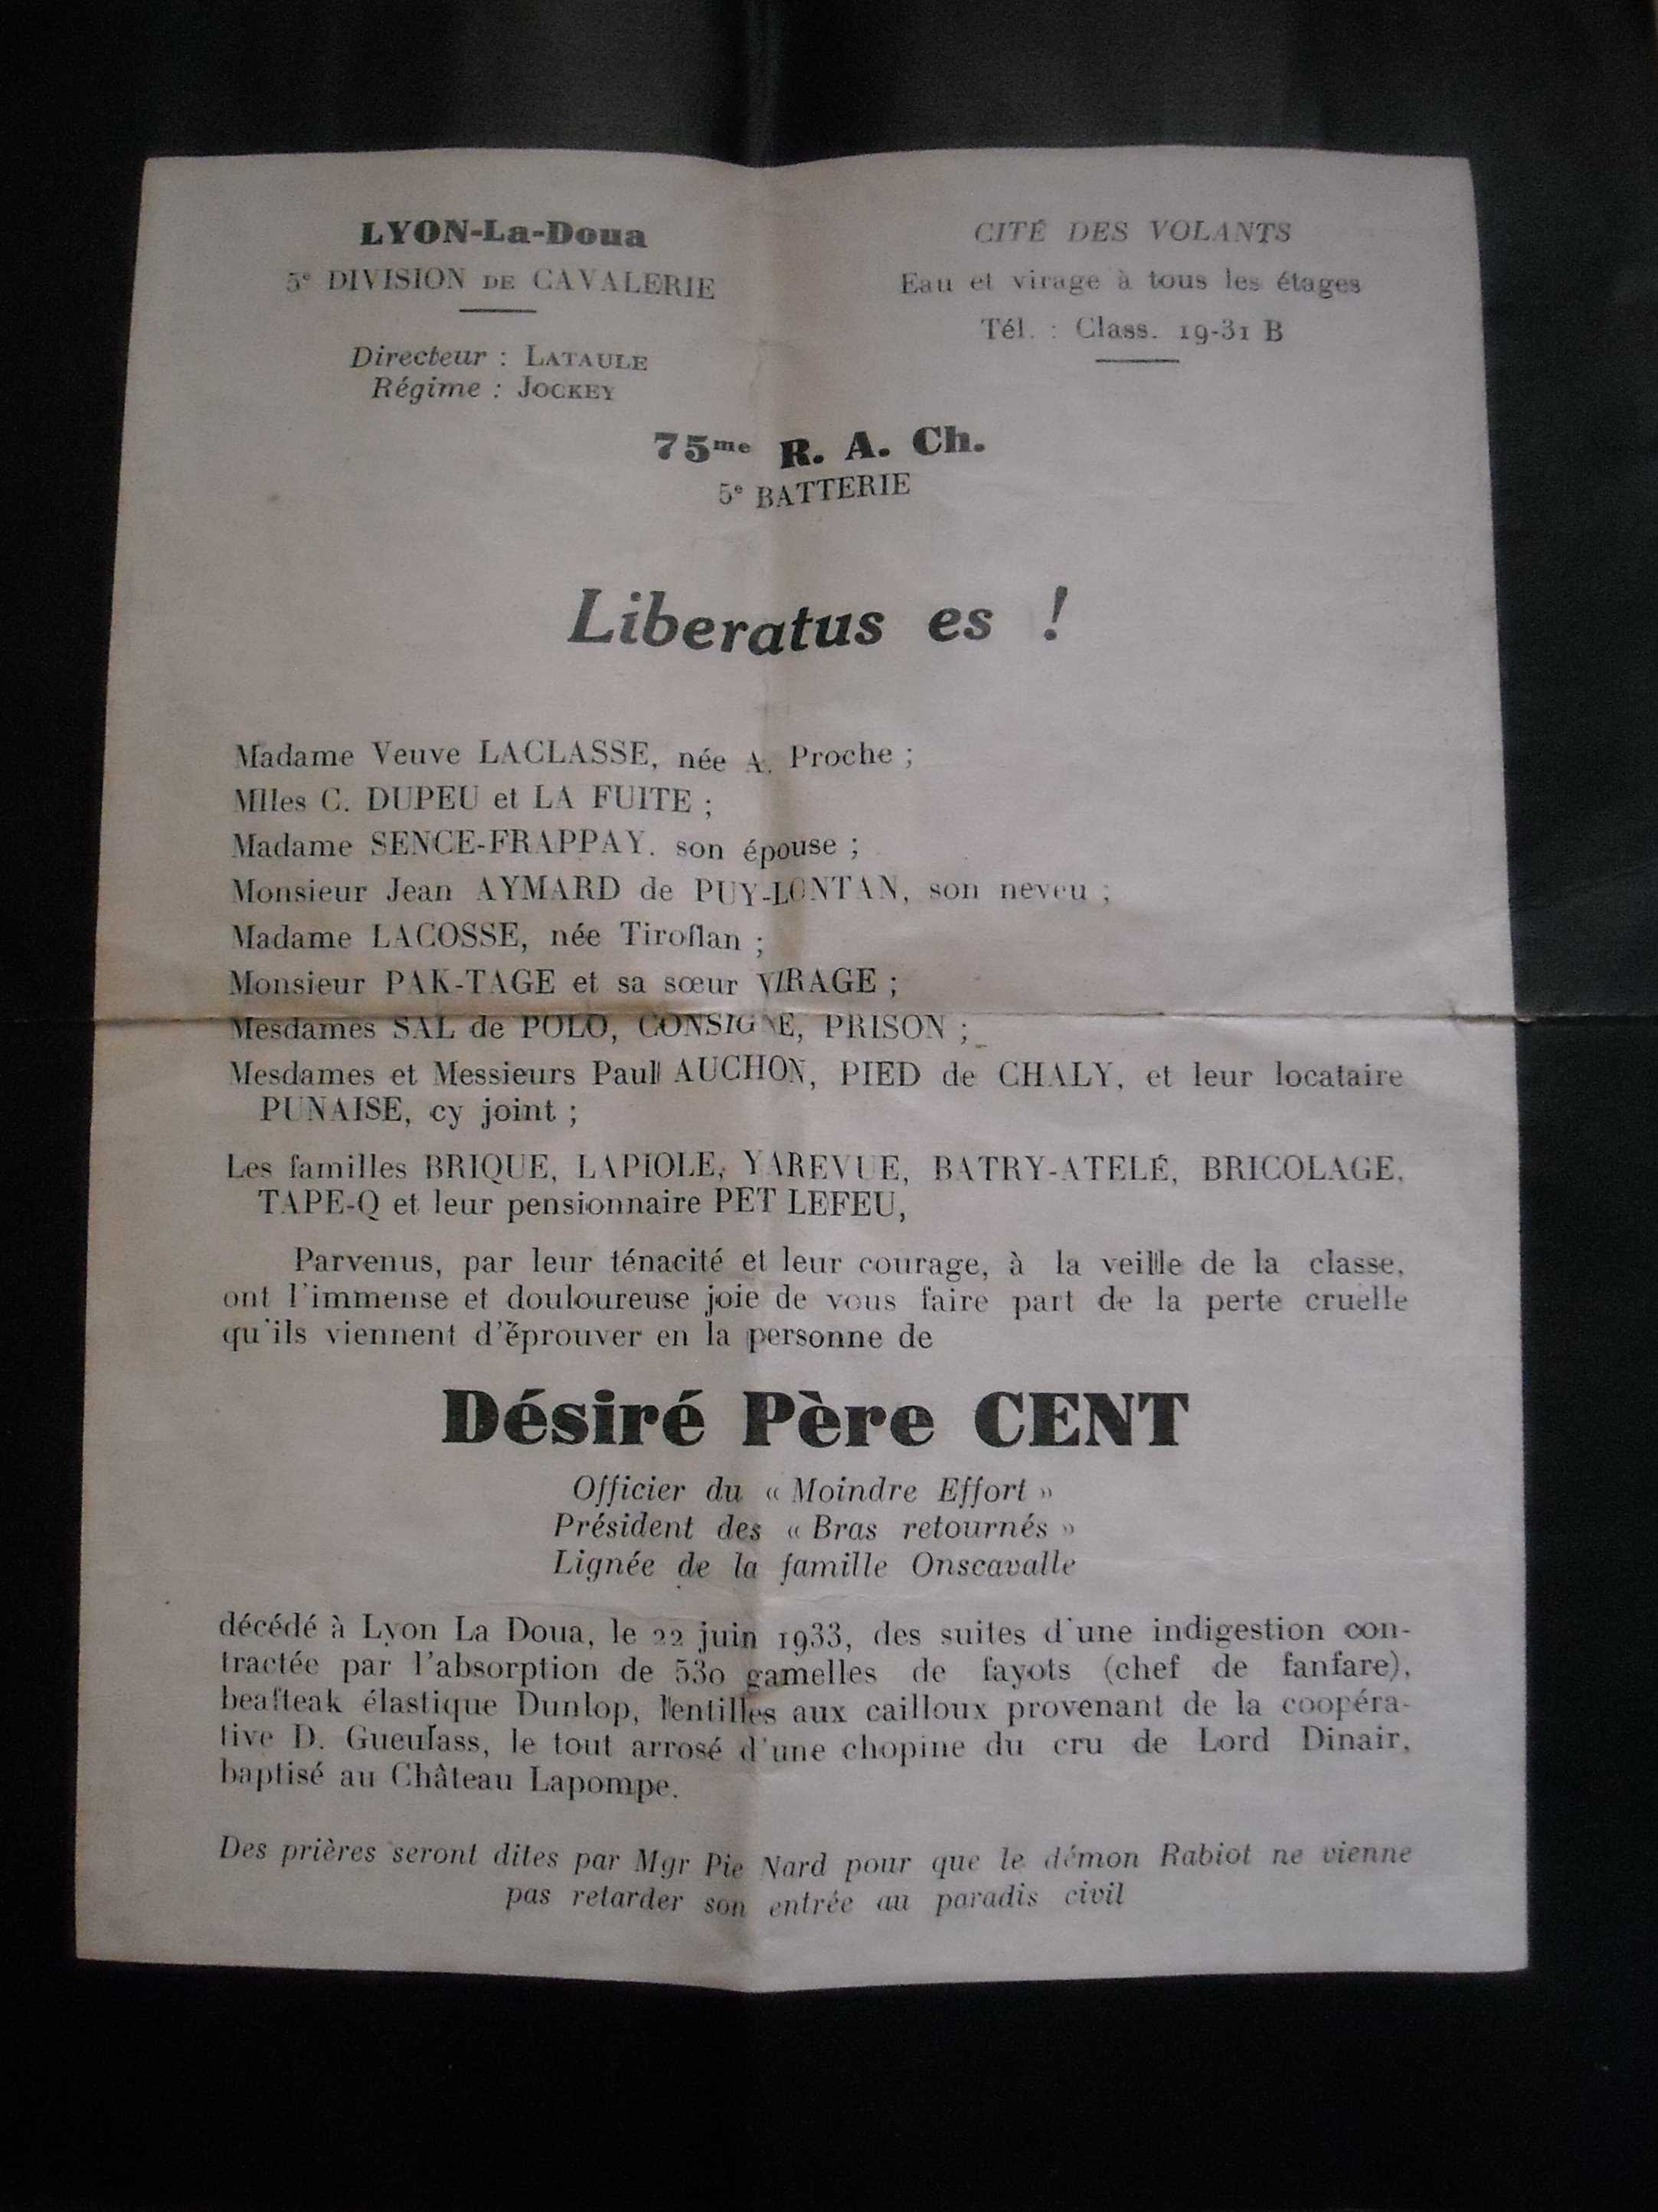 LYON-La-Doua
5e DIVISION DE CAVALERIE
Directeur : LATAULE
Régime : JOCKEY
CITÉ DES VOLANTS
Eau et virage à tous les étages
Tél. : Class. 19-31 B
75me R. A. Ch.
5e BATTERIE
Liberatus es !
Madame Veuve LACLASSE, née A. Proche ;
Mlles C. DUPEU et LA FUITE ;
Madame SENCE-FRAPPAY. son épouse ;
Monsieur Jean AYMARD de PUY-LONTAN, son neveu ;
Madame LACOSSE, née Tiroflan ;
Monsieur PAK-TAGE et sa sœur VIRAGE ;
Mesdames SAL de POLO, CONSIGNE, PRISON ;
Mesdames et Messieurs Paul AUCHON, PIED de CHALY, et leur locataire
PUNAISE, cy joint ;
Les familles BRIQUE, LAPIOLE, YAREVUE, BATRY-ATELÉ, BRICOLAGE,
TAPE-Q et leur pensionnaire PET LEFEU,
Parvenus, par leur ténacité et leur courage, à la veille de la classe,
ont l'immense et douloureuse joie de vous faire part de la perte cruelle
qu'ils viennent d'éprouver en la personne de
Désiré Père CENT
Officier du « Moindre Effort »
Président des « Bras retournés »
Lignée de la famille Onscavalle
décédé à Lyon La Doua, le 22 juin 1933, des suites d'une indigestion con-
tractée par l'absorption de 530 gamelles de fayots (chef de fanfare),
beafteak élastique Dunlop, lentilles aux cailloux provenant de la coopéra-
tive D. Gueulass, le tout arrosé d'une chopine du cru de Lord Dinair,
baptisé au Château Lapompe.
Des prières seront dites par Mgr Pie Nard pour que le démon Rabiot ne vienne
pas retarder son entrée au paradis civil